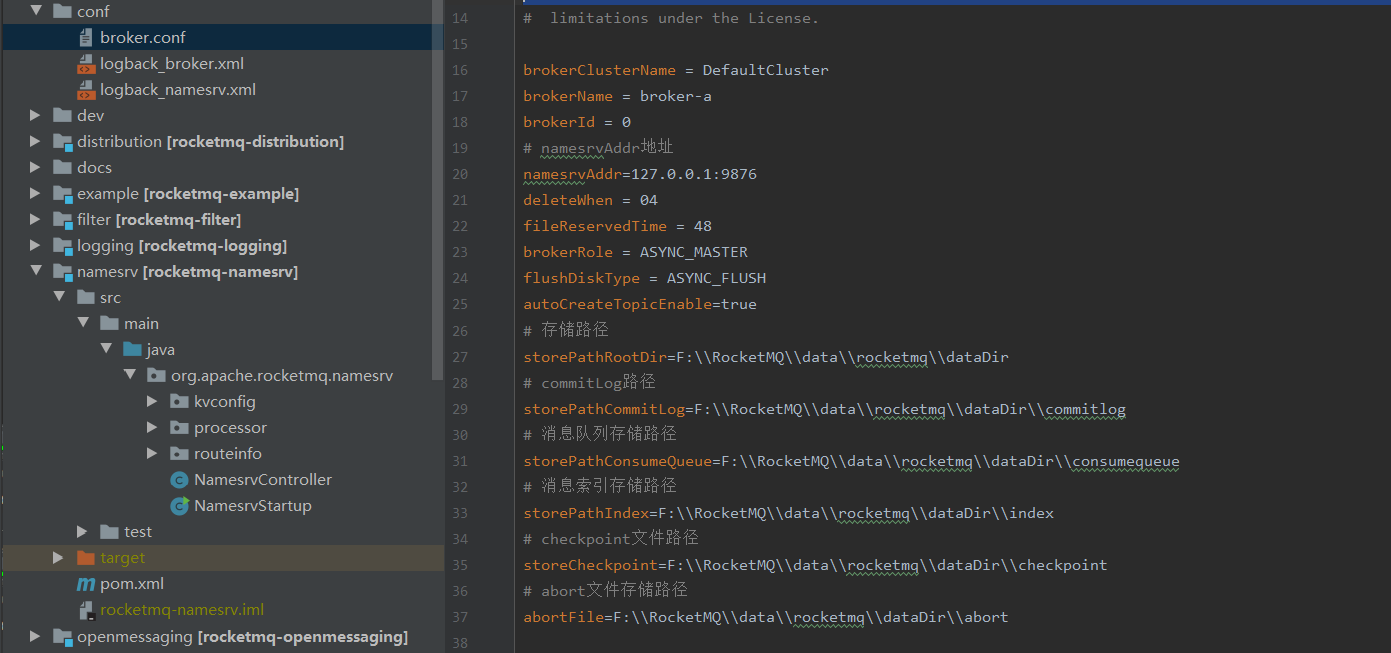 conf
broker.conf
logback_broker.xml
logback_namesrv.xml
dev
distribution [rocketmq-distribution]
docs
example [rocketmq-example]
filter [rocketmq-filter]
logging [rocketmq-logging]
namesrv [rocketmq-namesrv]
src
main
java
org.apache.rocketmq.namesrv
kvconfig
processor
routeinfo
NamesrvController
NamesrvStartup
test
target
pom.xml
rocketmq-namesrv.iml
openmessaging [rocketmq-openmessaging]
14 #  limitations under the License.
15
16 brokerClusterName = DefaultCluster
17 brokerName = broker-a
18 brokerId = 0
19 # namesrvAddr地址
20 namesrvAddr=127.0.0.1:9876
21 deleteWhen = 04
22 fileReservedTime = 48
23 brokerRole = ASYNC_MASTER
24 flushDiskType = ASYNC_FLUSH
25 autoCreateTopicEnable=true
26 # 存储路径
27 storePathRootDir=F:\\RocketMQ\\data\\rocketmq\\dataDir
28 # commitLog路径
29 storePathCommitLog=F:\\RocketMQ\\data\\rocketmq\\dataDir\\commitlog
30 # 消息队列存储路径
31 storePathConsumeQueue=F:\\RocketMQ\\data\\rocketmq\\dataDir\\consumequeue
32 # 消息索引存储路径
33 storePathIndex=F:\\RocketMQ\\data\\rocketmq\\dataDir\\index
34 # checkpoint文件路径
35 storeCheckpoint=F:\\RocketMQ\\data\\rocketmq\\dataDir\\checkpoint
36 # abort文件存储路径
37 abortFile=F:\\RocketMQ\\data\\rocketmq\\dataDir\\abort
38